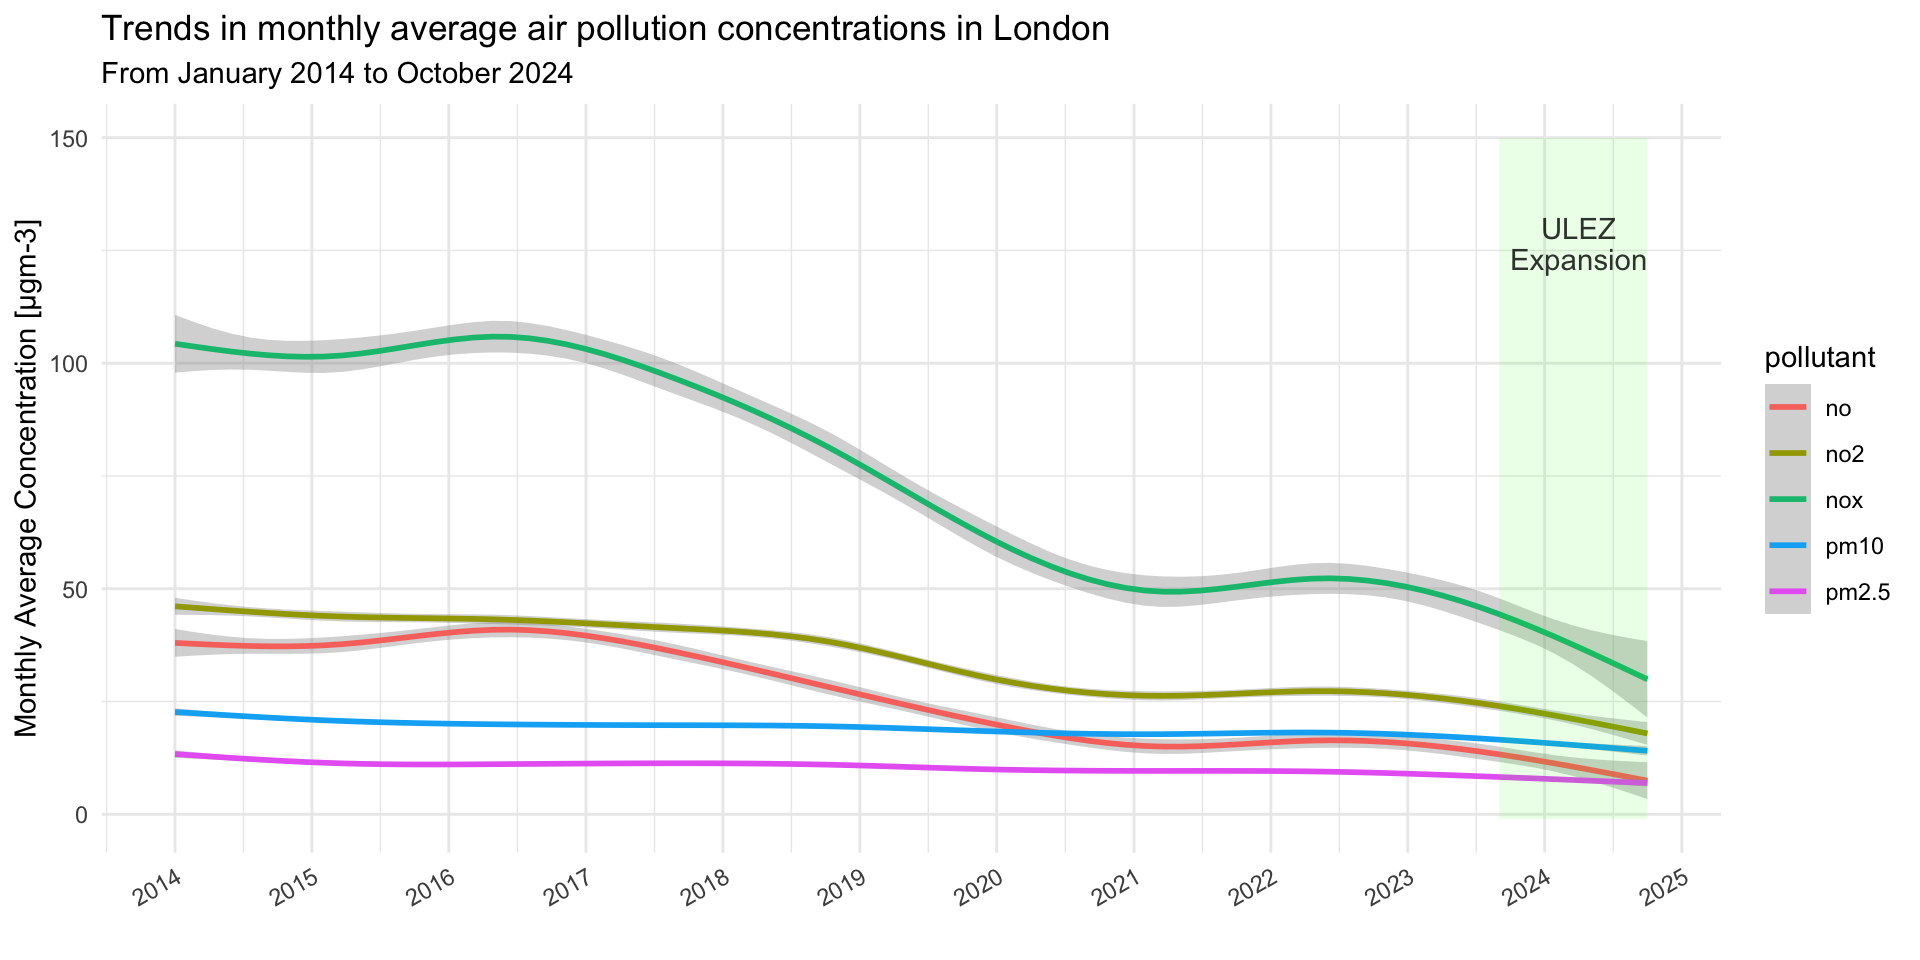 Trends in monthly average air pollution concentrations in London
From January 2014 to October 2024
Monthly Average Concentration [µgm-3]
150
100
50
0
ULEZ
Expansion
2014
2015
2016
2017
2018
2019
2020
2021
2022
2023
2024
2025
pollutant
no
no2
nox
pm10
pm2.5